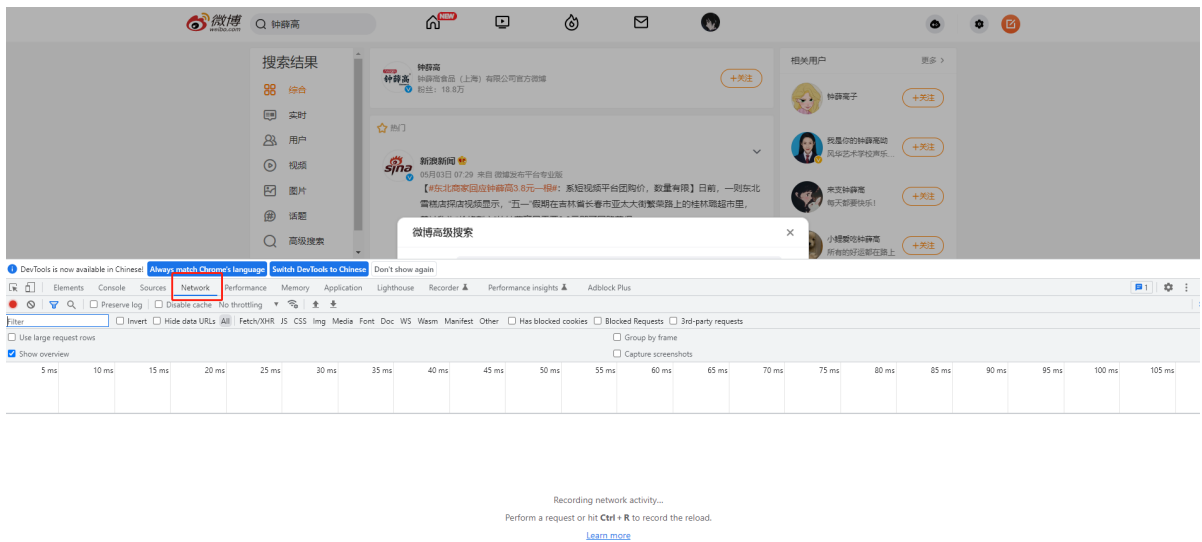 微博
weibo.com
钟薛高
NEW
搜索结果
综合
实时
用户
视频
图片
话题
高级搜索
钟薛高
钟薛高
钟薛高食品（上海）有限公司官方微博
粉丝：18.8万
+关注
热门
sina
新浪新闻
05月03日 07:29 来自 微博发布平台专业版
【#东北商家回应钟薛高3.8元一根#：系短视频平台团购价，数量有限】日前，一则东北
雪糕店探店视频显示，“五一”假期在吉林省长春市亚太大街繁荣路上的桂林璐超市里，
相关用户
更多 >
钟薛高子
+关注
我是你的钟薛高呦
风华艺术学校声乐...
+关注
来支钟薛高
每天都要快乐!
+关注
小鳗爱吃钟薛高
所有的好运都在路上
+关注
微博高级搜索
DevTools is now available in Chinese! Always match Chrome's language Switch DevTools to Chinese Don't show again
Elements Console Sources Network Performance Memory Application Lighthouse Recorder Performance insights Adblock Plus
1
Preserve log Disable cache No throttling
Filter Invert Hide data URLs All Fetch/XHR JS CSS Img Media Font Doc WS Wasm Manifest Other Has blocked cookies Blocked Requests 3rd-party requests
Use large request rows Group by frame
Show overview Capture screenshots
5 ms 10 ms 15 ms 20 ms 25 ms 30 ms 35 ms 40 ms 45 ms 50 ms 55 ms 60 ms 65 ms 70 ms 75 ms 80 ms 85 ms 90 ms 95 ms 100 ms 105 ms
Recording network activity...
Perform a request or hit Ctrl + R to record the reload.
Learn more